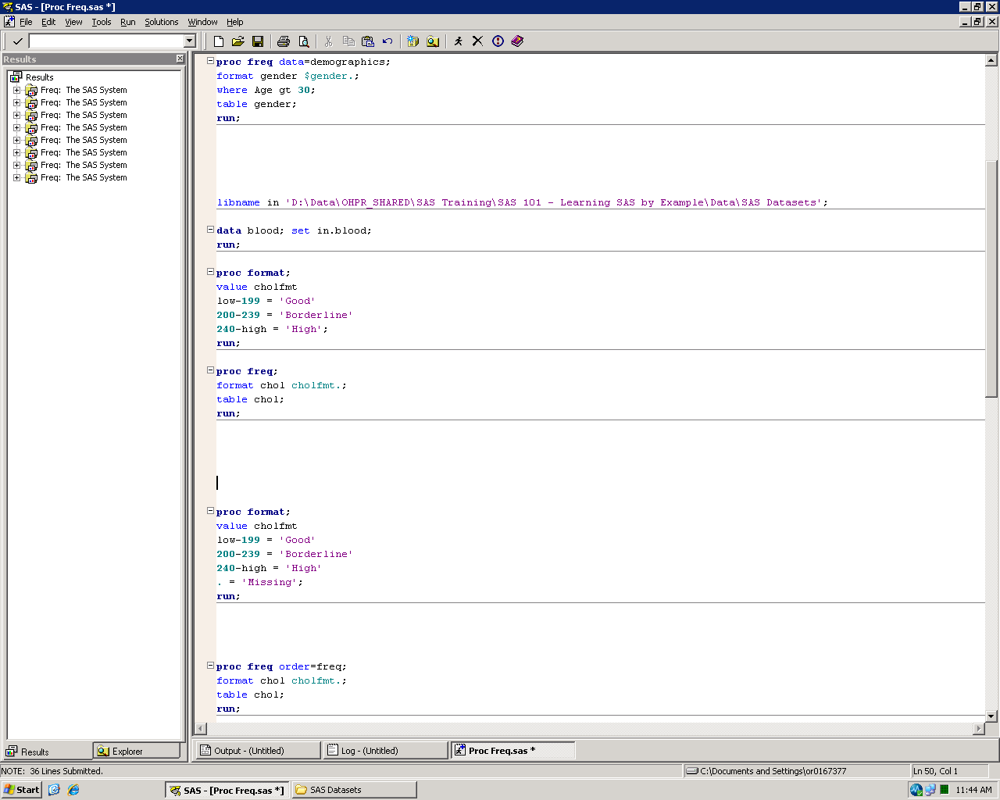 SAS - [Proc Freq.sas *]
File Edit View Tools Run Solutions Window Help
Results
Results
Freq: The SAS System
Freq: The SAS System
Freq: The SAS System
Freq: The SAS System
Freq: The SAS System
Freq: The SAS System
Freq: The SAS System
Freq: The SAS System
proc freq data=demographics;
format gender $gender.;
where Age gt 30;
table gender;
run;
libname in 'D:\Data\OHPR_SHARED\SAS Training\SAS 101 - Learning SAS by Example\Data\SAS Datasets';
data blood; set in.blood;
run;
proc format;
value cholfmt
low-199 = 'Good'
200-239 = 'Borderline'
240-high = 'High';
run;
proc freq;
format chol cholfmt.;
table chol;
run;
proc format;
value cholfmt
low-199 = 'Good'
200-239 = 'Borderline'
240-high = 'High'
. = 'Missing';
run;
proc freq order=freq;
format chol cholfmt.;
table chol;
run;
Results Explorer
Output - (Untitled) Log - (Untitled) Proc Freq.sas *
NOTE: 36 Lines Submitted. C:\Documents and Settings\or0167377 Ln 50, Col 1
Start SAS - [Proc Freq.sas *] SAS Datasets 11:44 AM